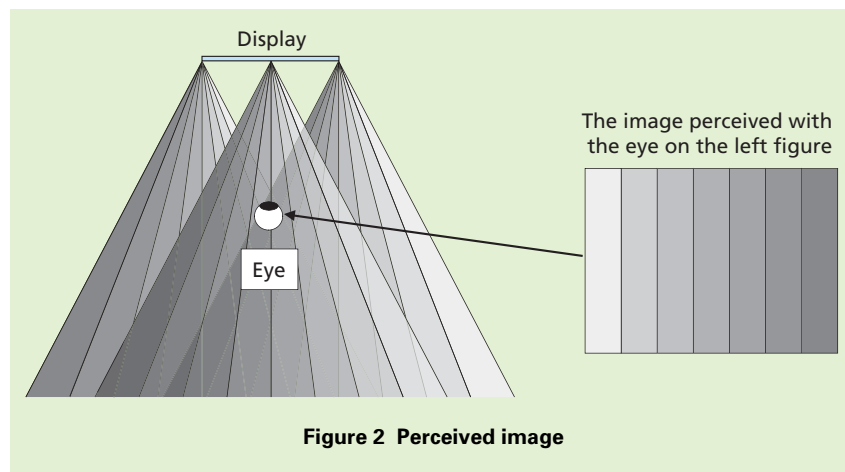 Display
The image perceived with
the eye on the left figure
Eye
Figure 2 Perceived image